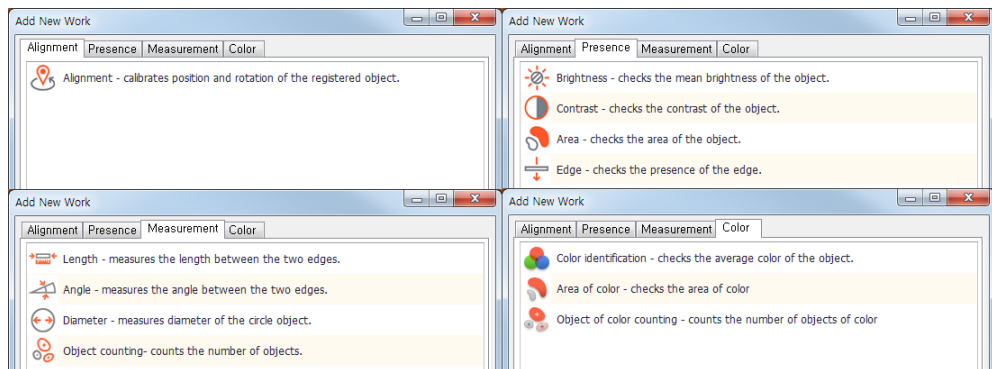 Add New Work
Alignment Presence Measurement Color
Alignment - calibrates position and rotation of the registered object.
Add New Work
Alignment Presence Measurement Color
Brightness - checks the mean brightness of the object.
Contrast - checks the contrast of the object.
Area - checks the area of the object.
Edge - checks the presence of the edge.
Add New Work
Alignment Presence Measurement Color
Length - measures the length between the two edges.
Angle - measures the angle between the two edges.
Diameter - measures diameter of the circle object.
Object counting- counts the number of objects.
Add New Work
Alignment Presence Measurement Color
Color identification - checks the average color of the object.
Area of color - checks the area of color
Object of color counting - counts the number of objects of color